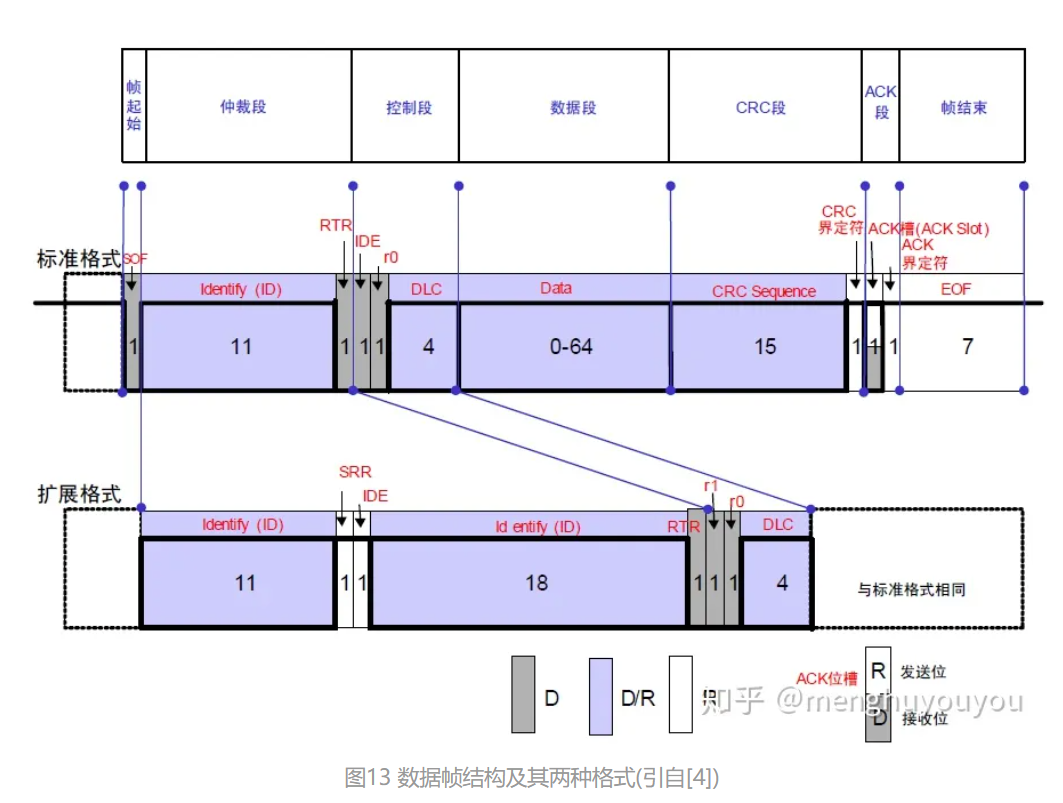 帧起始
仲裁段
控制段
数据段
CRC段
ACK段
帧结束
RTR
IDE
r0
CRC界定符
ACK槽(ACK Slot)
ACK界定符
标准格式
SOF
Identify (ID)
DLC
Data
CRC Sequence
EOF
1
11
1
1
1
4
0-64
15
1
1
1
7
扩展格式
SRR
IDE
r1
r0
Identify (ID)
Id entify (ID)
RTR
DLC
11
1
1
18
1
1
1
4
与标准格式相同
D
D/R
ACK位槽
R
发送位
D
接收位
知乎 @menghuyouyou
图13 数据帧结构及其两种格式(引自[4])